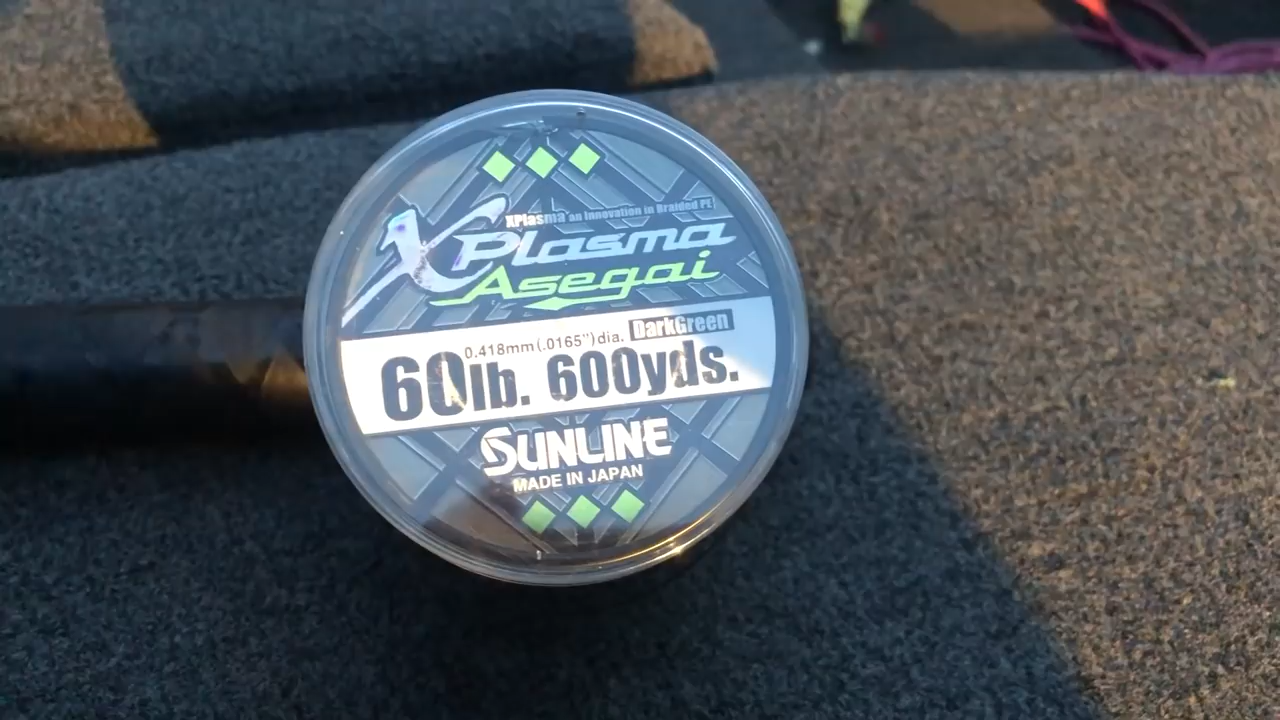 XPlasma an Innovation in Braided PE
XPlasma
Asegai
0.418mm(.0165")dia. DarkGreen
60lb. 600yds.
SUNLINE
MADE IN JAPAN